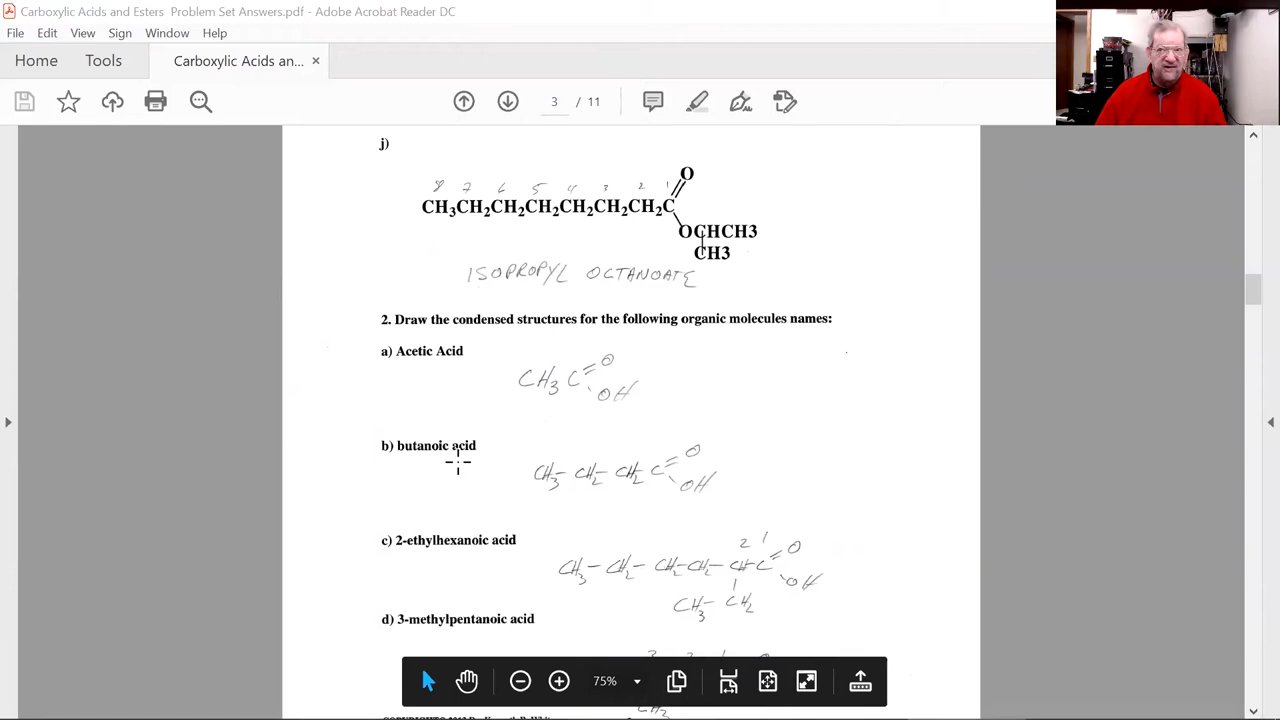 Carboxylic Acids and Esters Problem Set Answers.pdf - Adobe Acrobat Reader DC
File Edit View Sign Window Help
Home Tools Carboxylic Acids an... ×
3 / 11
j)
O
8 7 6 5 4 3 2 1
CH3CH2CH2CH2CH2CH2CH2C
OCHCH3
CH3
ISOPROPYL OCTANOATE
2. Draw the condensed structures for the following organic molecules names:
a) Acetic Acid
O
CH3 C
OH
b) butanoic acid
O
CH3- CH2- CH2 C
OH
c) 2-ethylhexanoic acid
2 1
O
CH3- CH2- CH2-CH2-CH-C
OH
CH3- CH2
d) 3-methylpentanoic acid
75%